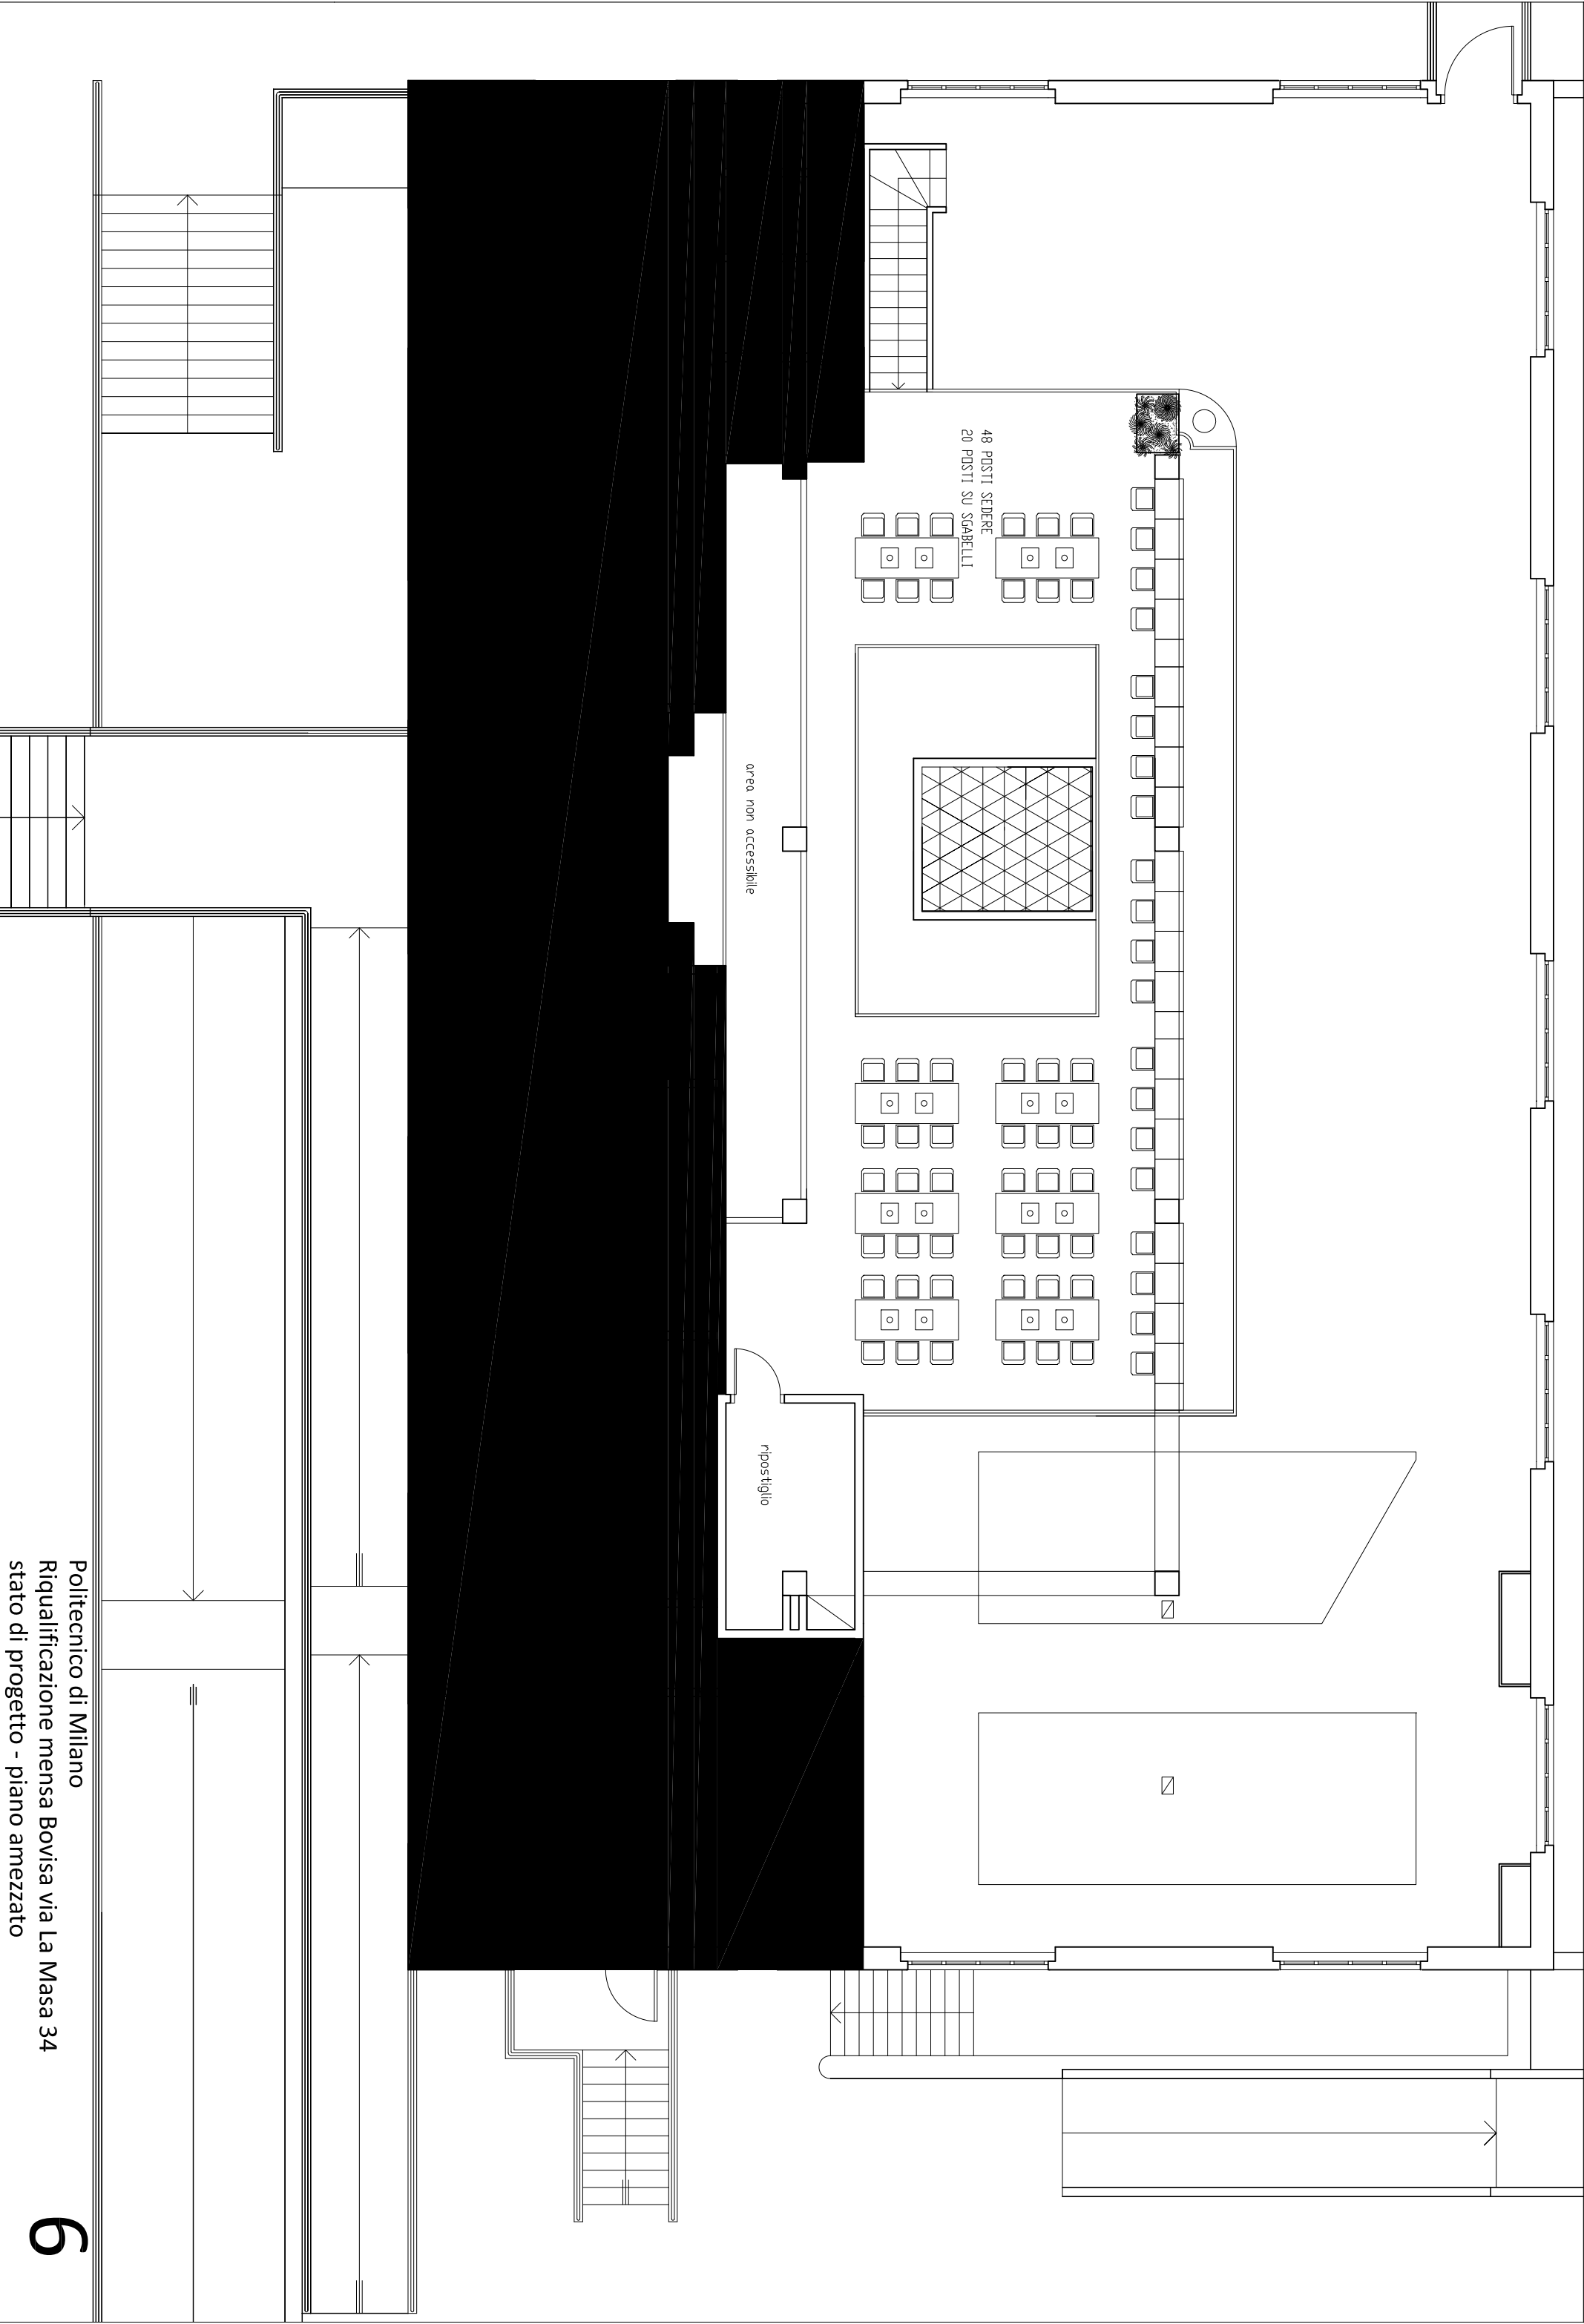 48 POSTI SEDERE
20 POSTI SU SGABELLI
area non accessibile
ripostiglio
Politecnico di Milano
Riqualificazione mensa Bovisa via La Masa 34
stato di progetto - piano amezzato
6